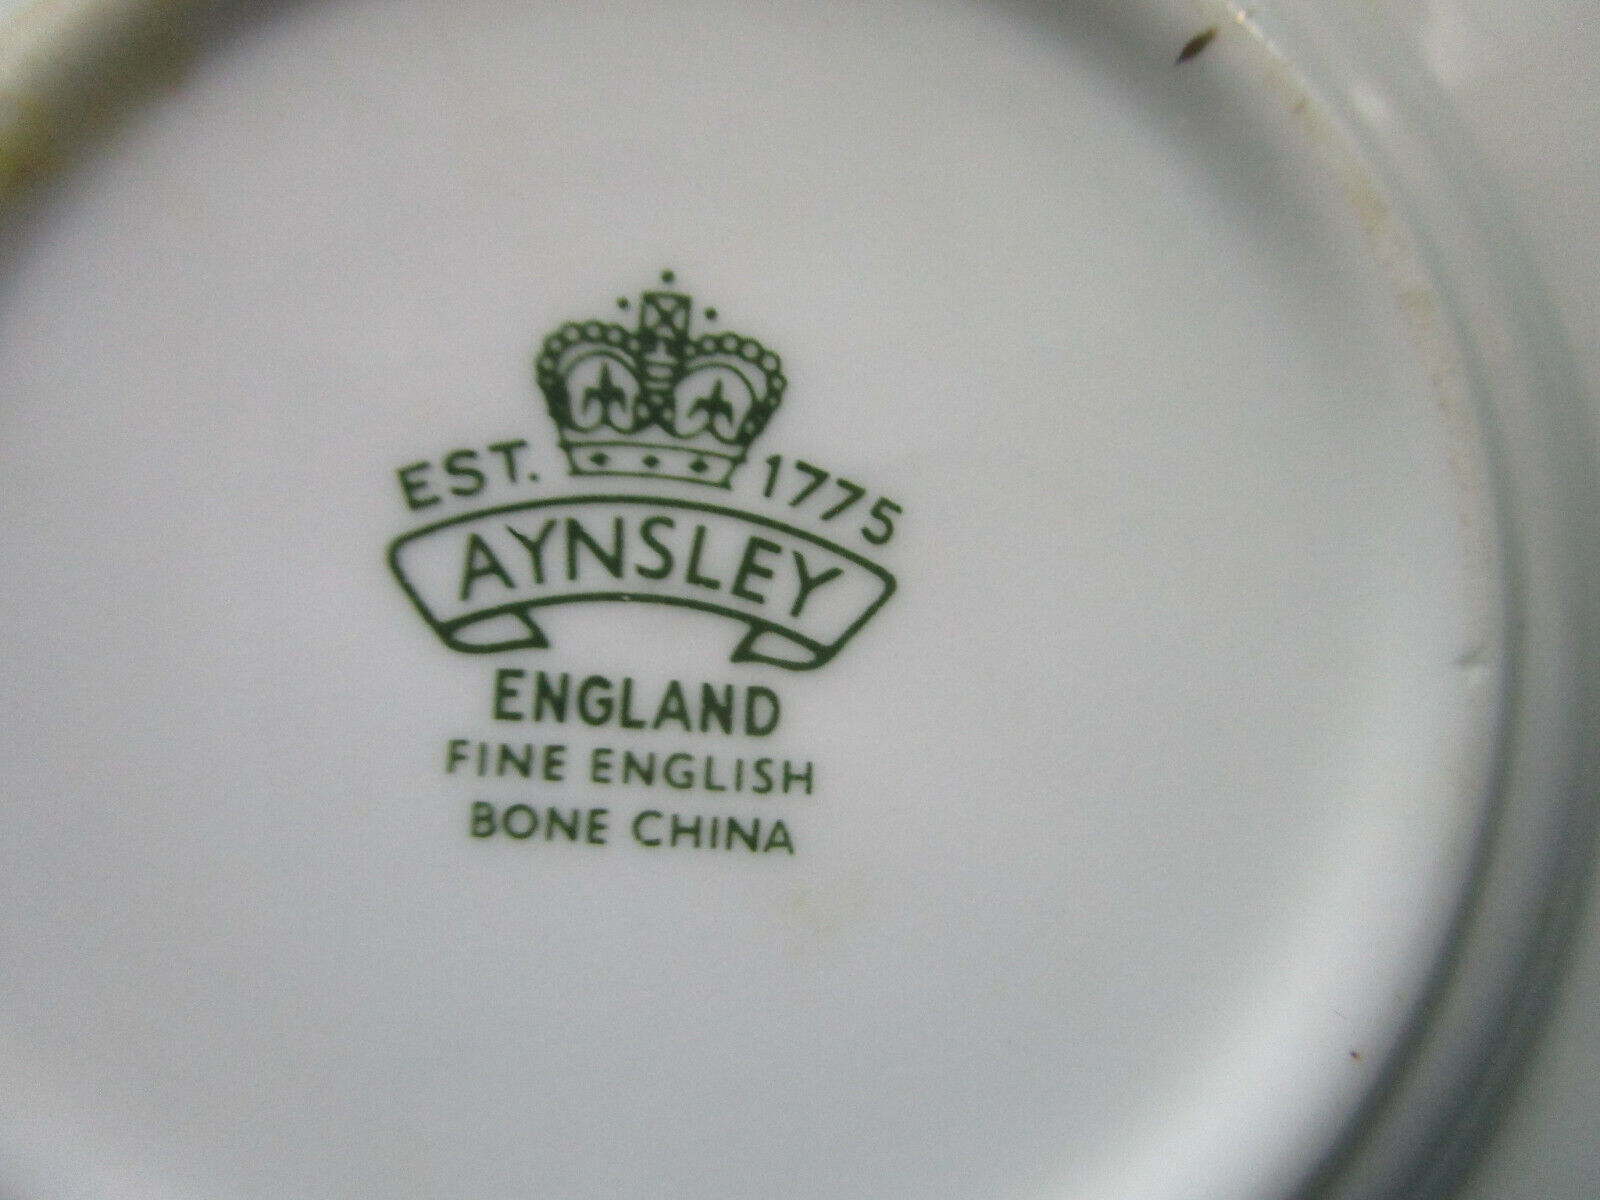 EST. 1775
AYNSLEY
ENGLAND
FINE ENGLISH
BONE CHINA